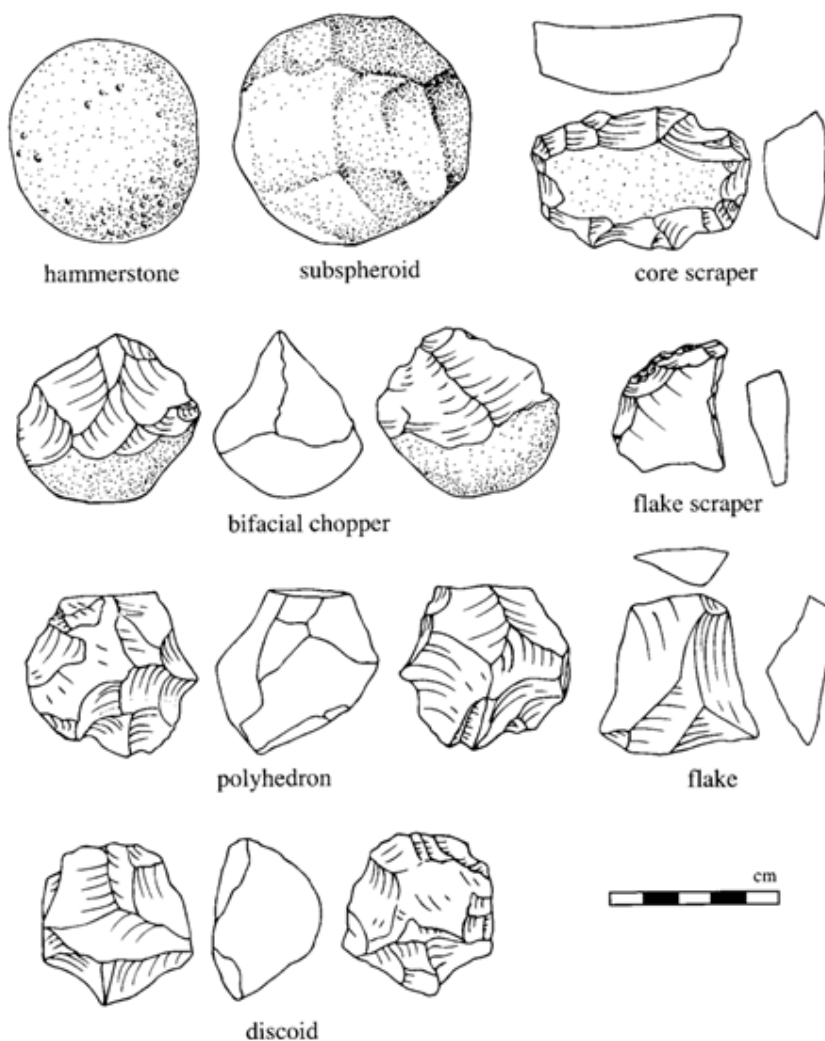 hammerstone
subspheroid
core scraper
bifacial chopper
flake scraper
polyhedron
flake
cm
discoid